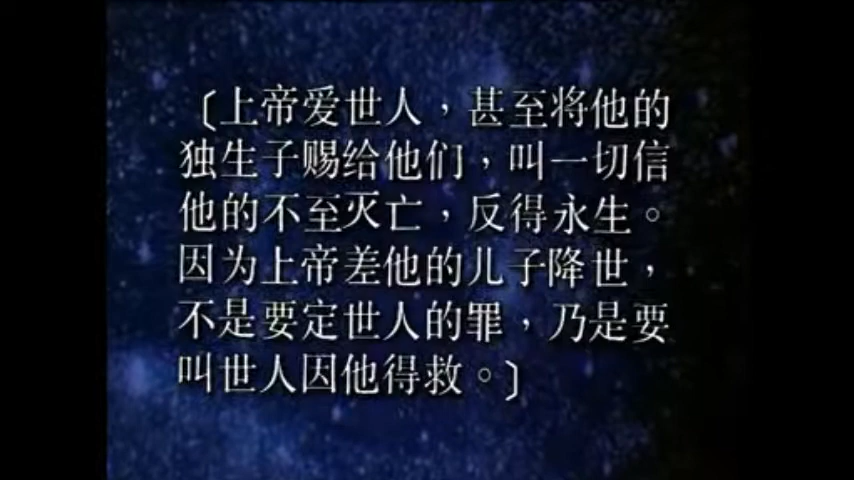 〔上帝爱世人，甚至将他的
独生子赐给他们，叫一切信
他的不至灭亡，反得永生。
因为上帝差他的儿子降世，
不是要定世人的罪，乃是要
叫世人因他得救。〕